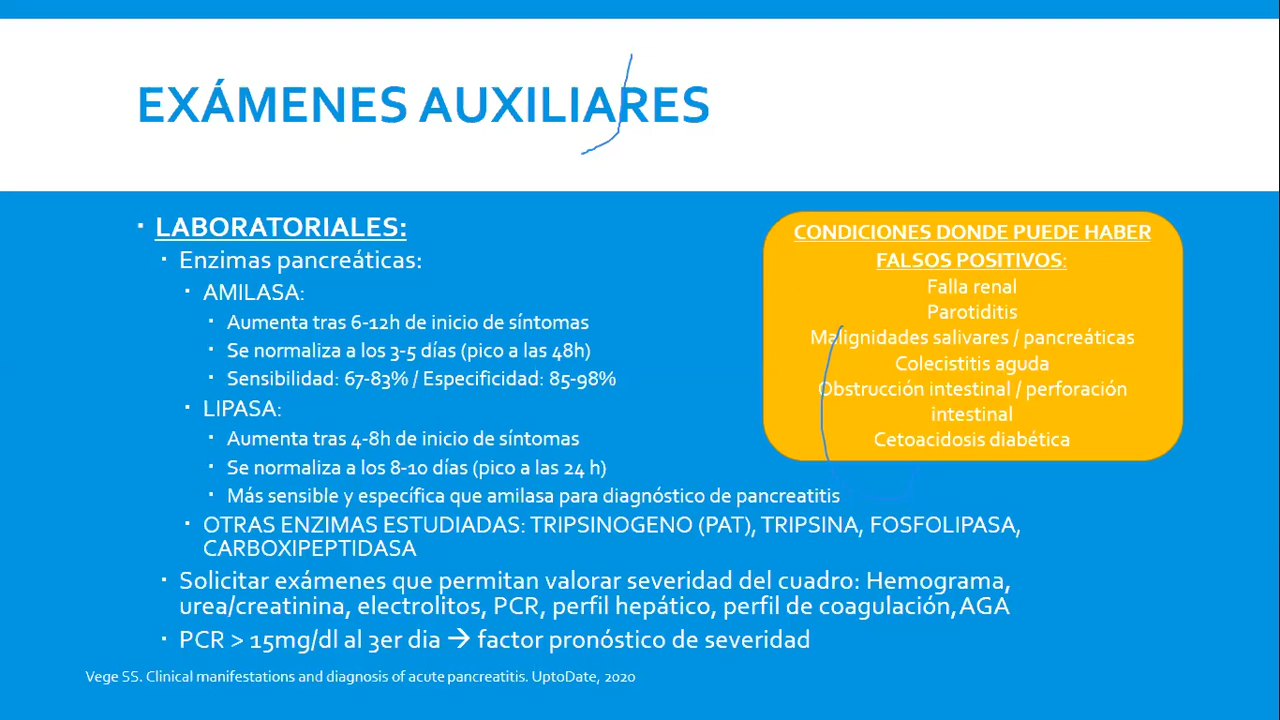 EXÁMENES AUXILIARES
▪ LABORATORIALES:
▪ Enzimas pancreáticas:
▪ AMILASA:
▪ Aumenta tras 6-12h de inicio de síntomas
▪ Se normaliza a los 3-5 días (pico a las 48h)
▪ Sensibilidad: 67-83% / Especificidad: 85-98%
▪ LIPASA:
▪ Aumenta tras 4-8h de inicio de síntomas
▪ Se normaliza a los 8-10 días (pico a las 24 h)
▪ Más sensible y específica que amilasa para diagnóstico de pancreatitis
▪ OTRAS ENZIMAS ESTUDIADAS: TRIPSINOGENO (PAT), TRIPSINA, FOSFOLIPASA,
CARBOXIPEPTIDASA
▪ Solicitar exámenes que permitan valorar severidad del cuadro: Hemograma,
urea/creatinina, electrolitos, PCR, perfil hepático, perfil de coagulación, AGA
▪ PCR > 15mg/dl al 3er dia → factor pronóstico de severidad
CONDICIONES DONDE PUEDE HABER
FALSOS POSITIVOS:
Falla renal
Parotiditis
Malignidades salivares / pancreáticas
Colecistitis aguda
Obstrucción intestinal / perforación
intestinal
Cetoacidosis diabética
Vege SS. Clinical manifestations and diagnosis of acute pancreatitis. UptoDate, 2020